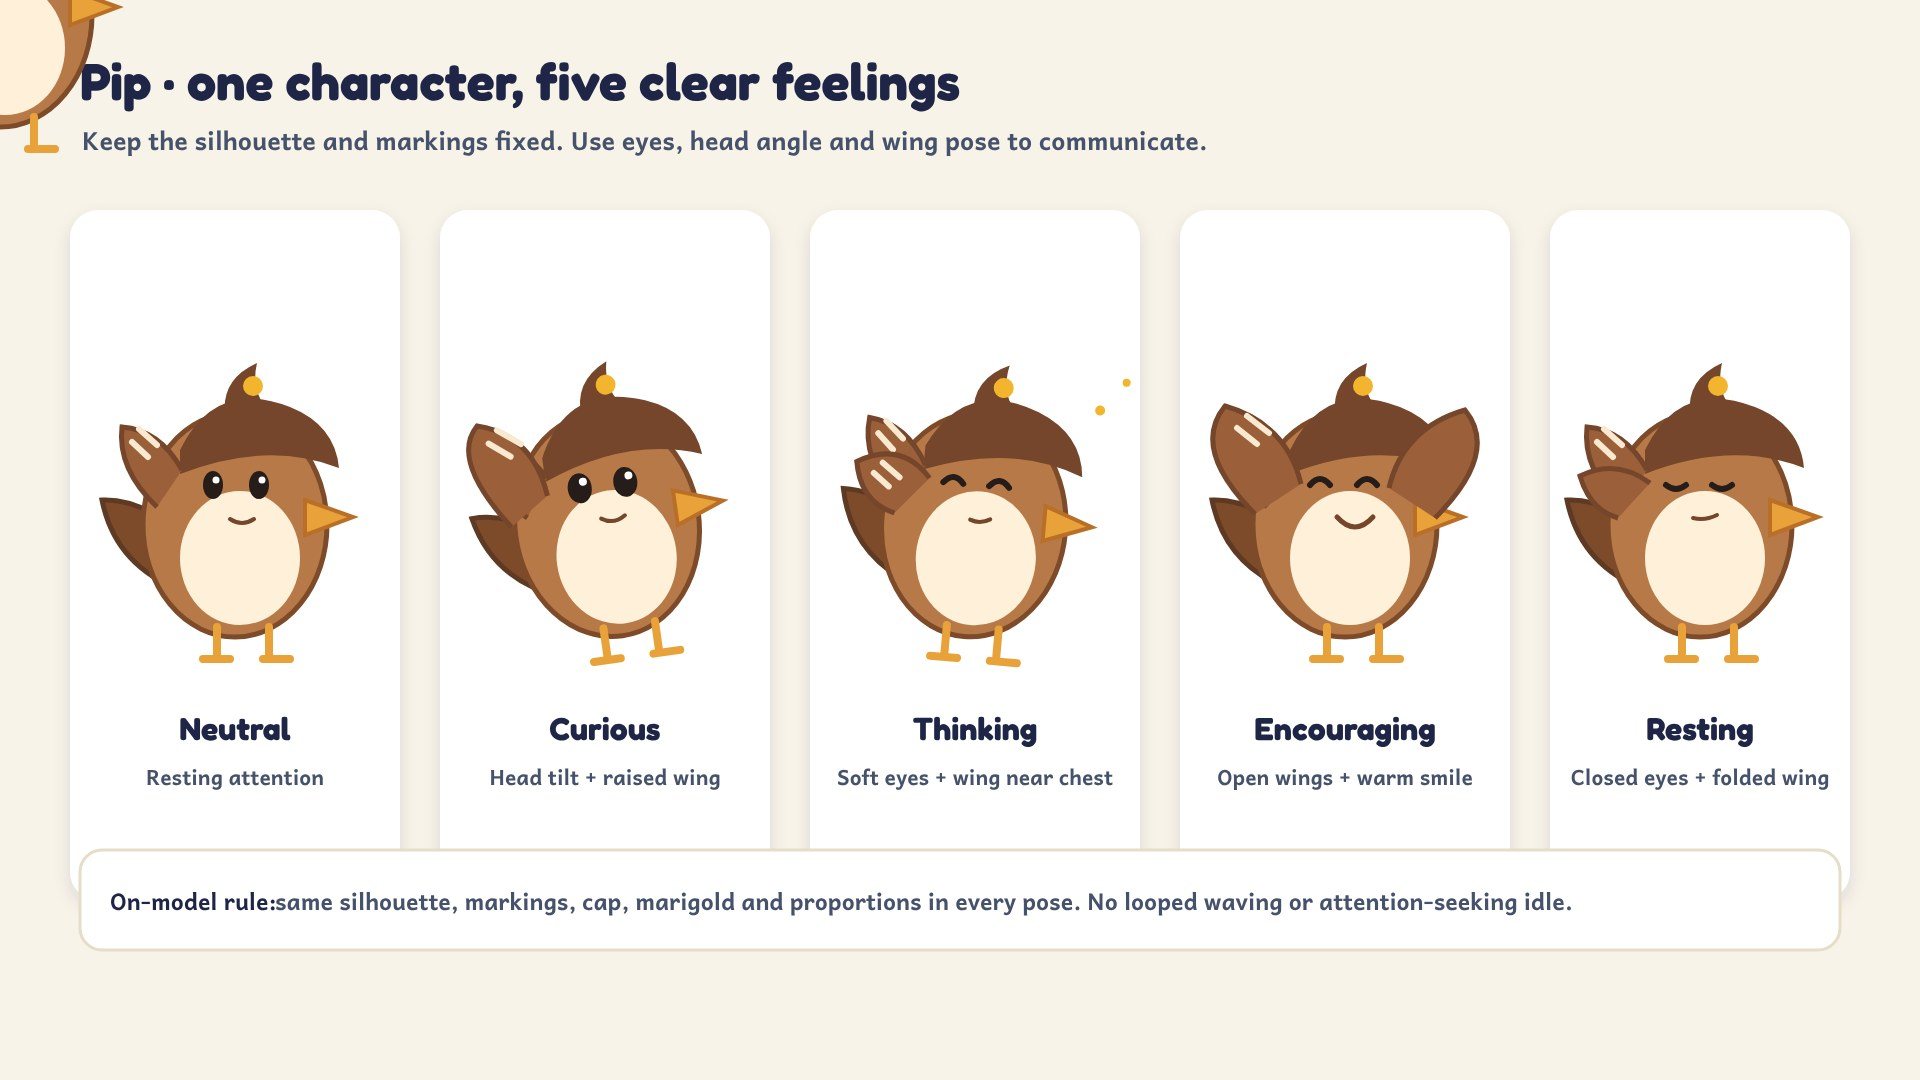 Pip · one character, five clear feelings
Keep the silhouette and markings fixed. Use eyes, head angle and wing pose to communicate.
Neutral
Resting attention
Curious
Head tilt + raised wing
Thinking
Soft eyes + wing near chest
Encouraging
Open wings + warm smile
Resting
Closed eyes + folded wing
On-model rule:same silhouette, markings, cap, marigold and proportions in every pose. No looped waving or attention-seeking idle.